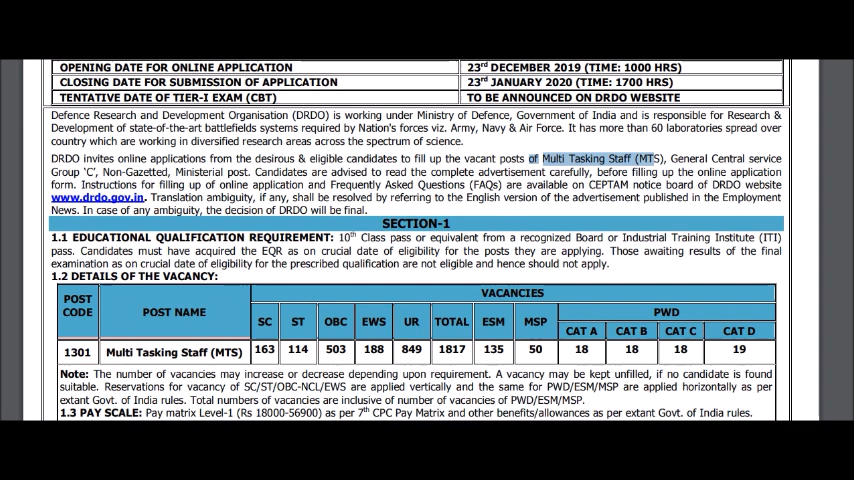 OPENING DATE FOR ONLINE APPLICATION 23rd DECEMBER 2019 (TIME: 1000 HRS)
CLOSING DATE FOR SUBMISSION OF APPLICATION 23rd JANUARY 2020 (TIME: 1700 HRS)
TENTATIVE DATE OF TIER-I EXAM (CBT) TO BE ANNOUNCED ON DRDO WEBSITE
Defence Research and Development Organisation (DRDO) is working under Ministry of Defence, Government of India and is responsible for Research &
Development of state-of-the-art battlefields systems required by Nation's forces viz. Army, Navy & Air Force. It has more than 60 laboratories spread over
country which are working in diversified research areas across the spectrum of science.
DRDO invites online applications from the desirous & eligible candidates to fill up the vacant posts of Multi Tasking Staff (MTS), General Central service
Group 'C', Non-Gazetted, Ministerial post. Candidates are advised to read the complete advertisement carefully, before filling up the online application
form. Instructions for filling up of online application and Frequently Asked Questions (FAQs) are available on CEPTAM notice board of DRDO website
www.drdo.gov.in. Translation ambiguity, if any, shall be resolved by referring to the English version of the advertisement published in the Employment
News. In case of any ambiguity, the decision of DRDO will be final.
SECTION-1
1.1 EDUCATIONAL QUALIFICATION REQUIREMENT: 10th Class pass or equivalent from a recognized Board or Industrial Training Institute (ITI)
pass. Candidates must have acquired the EQR as on crucial date of eligibility for the posts they are applying. Those awaiting results of the final
examination as on crucial date of eligibility for the prescribed qualification are not eligible and hence should not apply.
1.2 DETAILS OF THE VACANCY:
POST CODE POST NAME VACANCIES
SC ST OBC EWS UR TOTAL ESM MSP PWD
CAT A CAT B CAT C CAT D
1301 Multi Tasking Staff (MTS) 163 114 503 188 849 1817 135 50 18 18 18 19
Note: The number of vacancies may increase or decrease depending upon requirement. A vacancy may be kept unfilled, if no candidate is found
suitable. Reservations for vacancy of SC/ST/OBC-NCL/EWS are applied vertically and the same for PWD/ESM/MSP are applied horizontally as per
extant Govt. of India rules. Total numbers of vacancies are inclusive of number of vacancies of PWD/ESM/MSP.
1.3 PAY SCALE: Pay matrix Level-1 (Rs 18000-56900) as per 7th CPC Pay Matrix and other benefits/allowances as per extant Govt. of India rules.